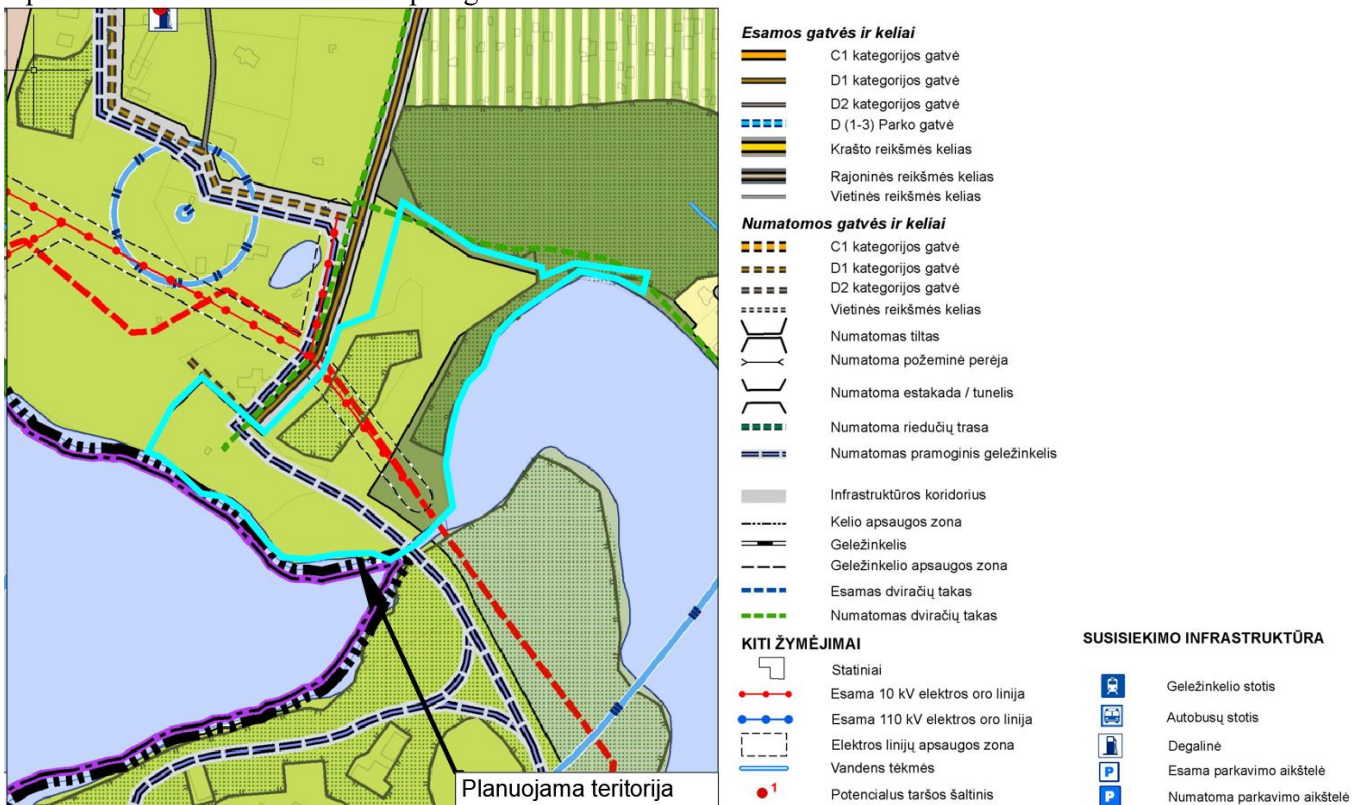 Esamos gatvės ir keliai
C1 kategorijos gatvė
D1 kategorijos gatvė
D2 kategorijos gatvė
D (1-3) Parko gatvė
Krašto reikšmės kelias
Rajoninės reikšmės kelias
Vietinės reikšmės kelias
Numatomos gatvės ir keliai
C1 kategorijos gatvė
D1 kategorijos gatvė
D2 kategorijos gatvė
Vietinės reikšmės kelias
Numatomas tiltas
Numatoma požeminė perėja
Numatoma estakada / tunelis
Numatoma riedučių trasa
Numatomas pramoginis geležinkelis
Infrastruktūros koridorius
Kelio apsaugos zona
Geležinkelis
Geležinkelio apsaugos zona
Esamas dviračių takas
Numatomas dviračių takas
KITI ŽYMĖJIMAI
Statiniai
Esama 10 kV elektros oro linija
Esama 110 kV elektros oro linija
Elektros linijų apsaugos zona
Vandens tėkmės
1
Potencialus taršos šaltinis
SUSISIEKIMO INFRASTRUKTŪRA
Geležinkelio stotis
Autobusų stotis
Degalinė
P Esama parkavimo aikštelė
P Numatoma parkavimo aikštelė
Planuojama teritorija